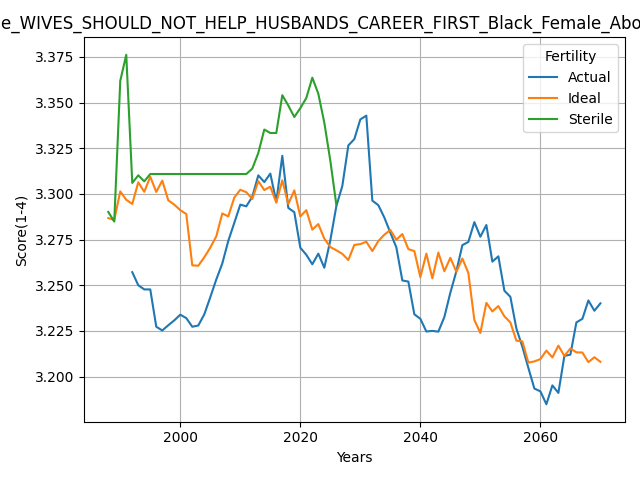 e_WIVES_SHOULD_NOT_HELP_HUSBANDS_CAREER_FIRST_Black_Female_Abo
Fertility
Actual
Ideal
Sterile
Score(1-4)
3.375
3.350
3.325
3.300
3.275
3.250
3.225
3.200
2000 2020 2040 2060
Years